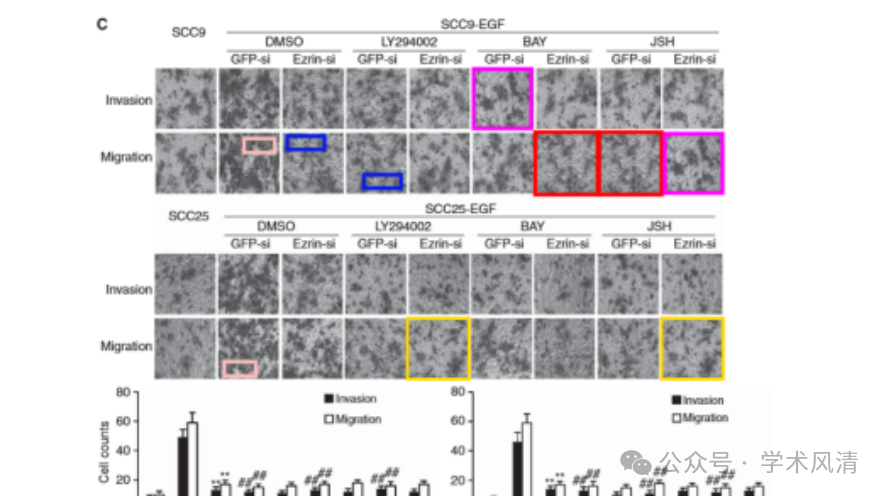 C
SCC9 SCC9-EGF
DMSO LY294002 BAY JSH
GFP-si Ezrin-si GFP-si Ezrin-si GFP-si Ezrin-si GFP-si Ezrin-si
Invasion
Migration
SCC25 SCC25-EGF
DMSO LY294002 BAY JSH
GFP-si Ezrin-si GFP-si Ezrin-si GFP-si Ezrin-si GFP-si Ezrin-si
Invasion
Migration
Cell counts
80 Invasion 80 Invasion
60 Migration 60 Migration
40 40
20 ** ** ## ## ## ## ## ## 20 ** ** ## ## ## ## ## ##
公众号 · 学术风清